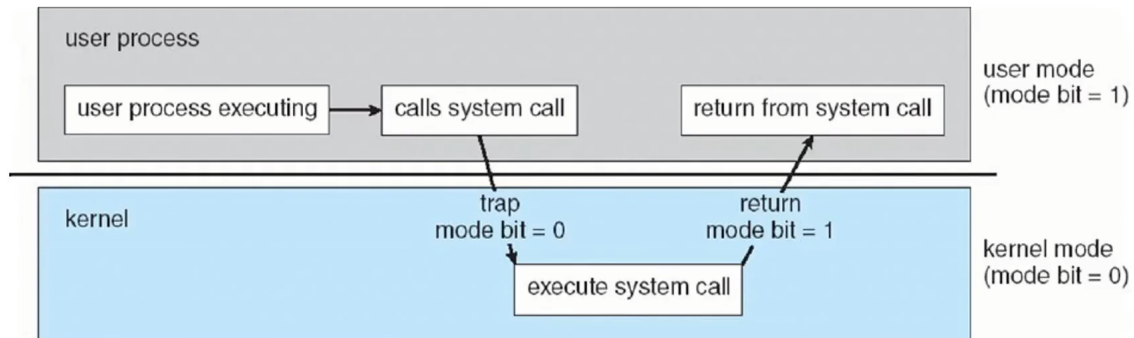 user process
user process executing
calls system call
return from system call
user mode
(mode bit = 1)
kernel
trap
mode bit = 0
return
mode bit = 1
execute system call
kernel mode
(mode bit = 0)